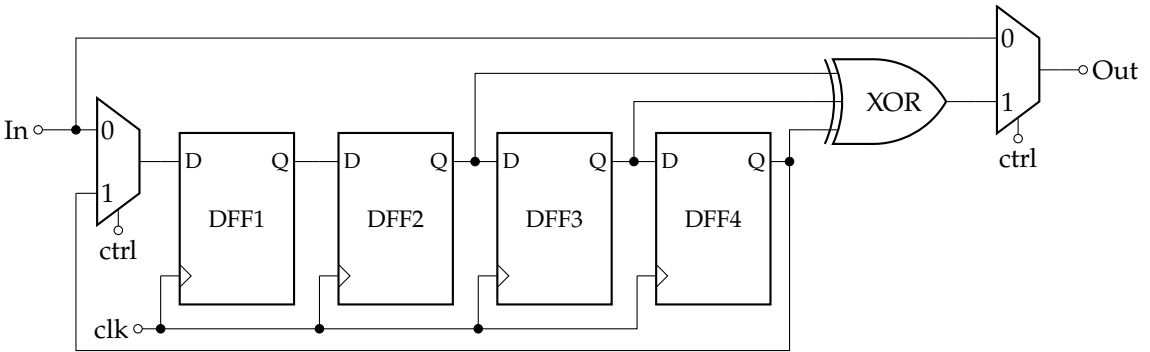 In
0
1
ctrl
D
Q
DFF1
D
Q
DFF2
D
Q
DFF3
D
Q
DFF4
clk
XOR
0
1
ctrl
Out